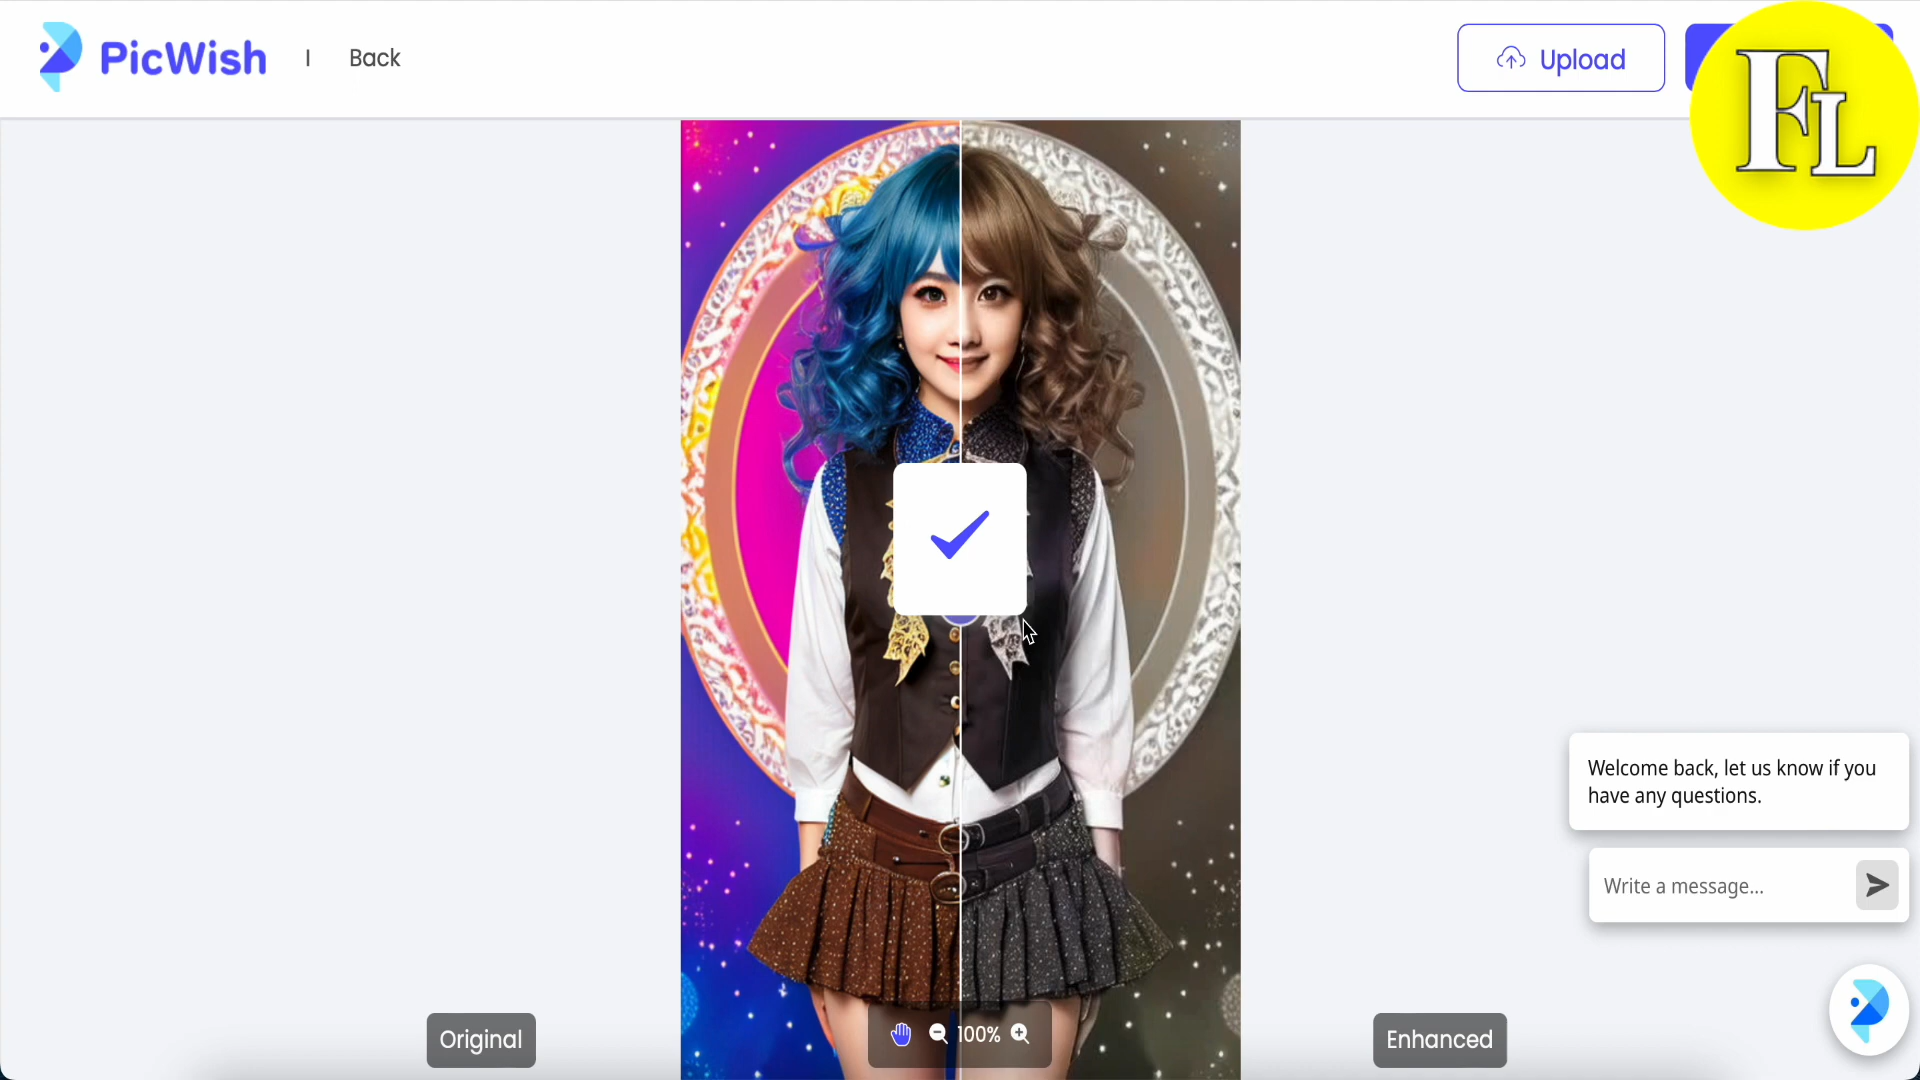 PicWish
Back
Upload
FL
Welcome back, let us know if you
have any questions.
Write a message...
Original
100%
Enhanced